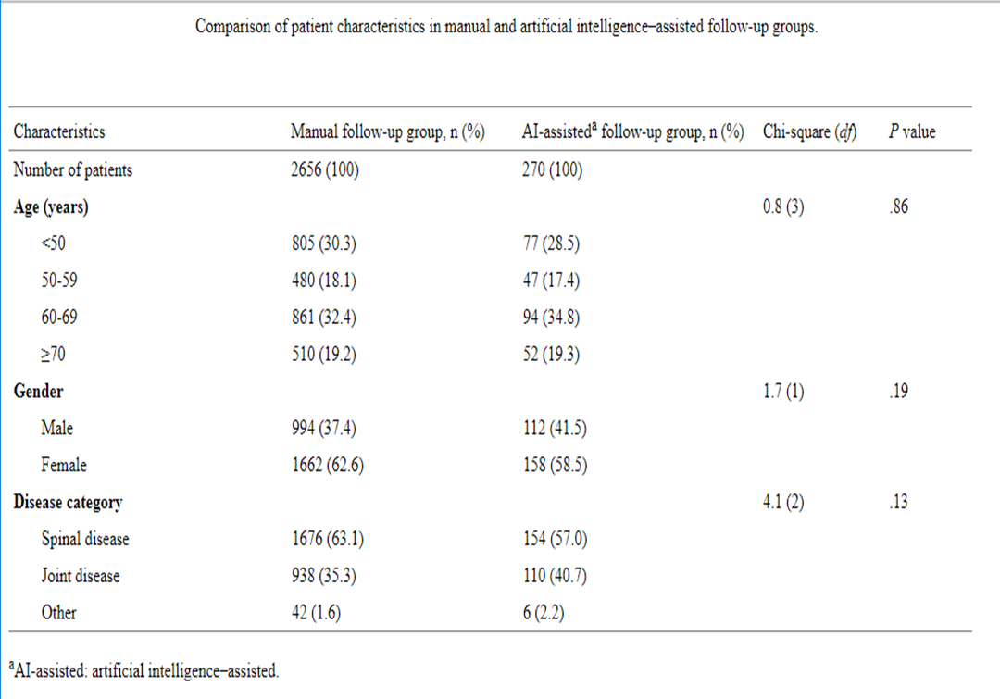 Comparison of patient characteristics in manual and artificial intelligence–assisted follow-up groups.
Characteristics Manual follow-up group, n (%) AI-assistedᵃ follow-up group, n (%) Chi-square (df) P value
Number of patients 2656 (100) 270 (100)
Age (years) 0.8 (3) .86
<50 805 (30.3) 77 (28.5)
50-59 480 (18.1) 47 (17.4)
60-69 861 (32.4) 94 (34.8)
≥70 510 (19.2) 52 (19.3)
Gender 1.7 (1) .19
Male 994 (37.4) 112 (41.5)
Female 1662 (62.6) 158 (58.5)
Disease category 4.1 (2) .13
Spinal disease 1676 (63.1) 154 (57.0)
Joint disease 938 (35.3) 110 (40.7)
Other 42 (1.6) 6 (2.2)
ᵃAI-assisted: artificial intelligence–assisted.